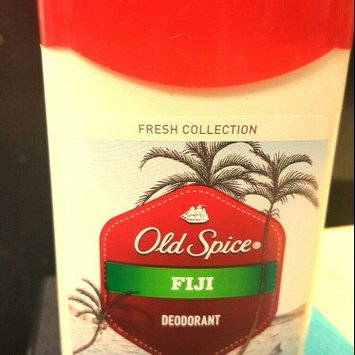 FRESH COLLECTION
Old Spice®
FIJI
DEODORANT